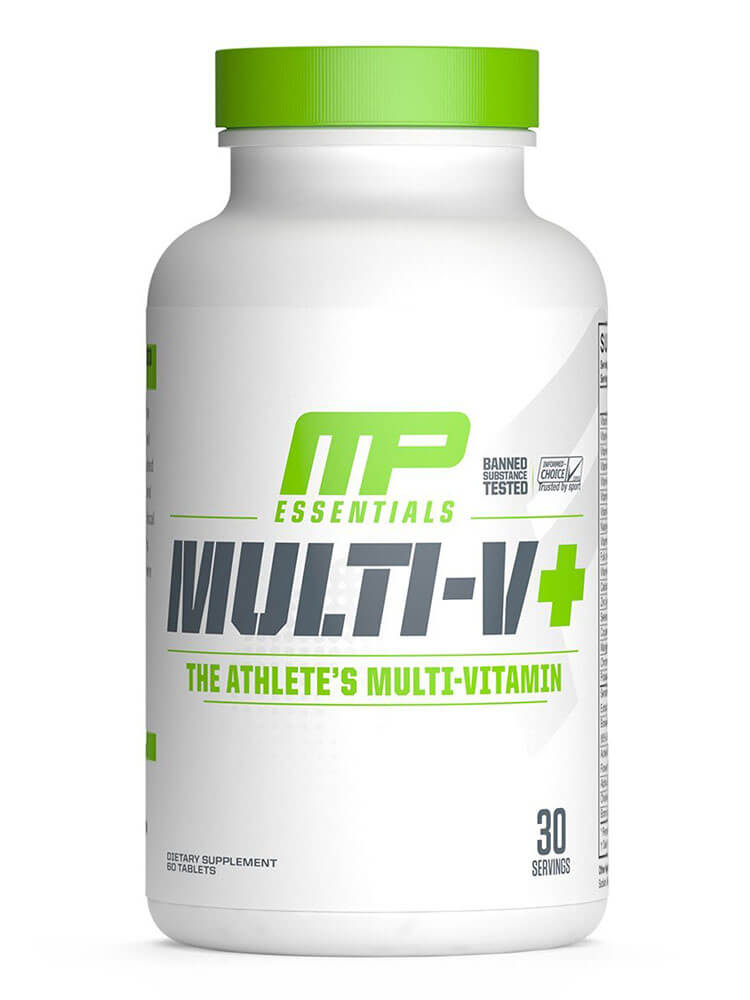 MP
ESSENTIALS
BANNED
SUBSTANCE
TESTED
INFORMED-
CHOICE
Trusted by sport
MULTI-V+
THE ATHLETE'S MULTI-VITAMIN
DIETARY SUPPLEMENT
60 TABLETS
30
SERVINGS